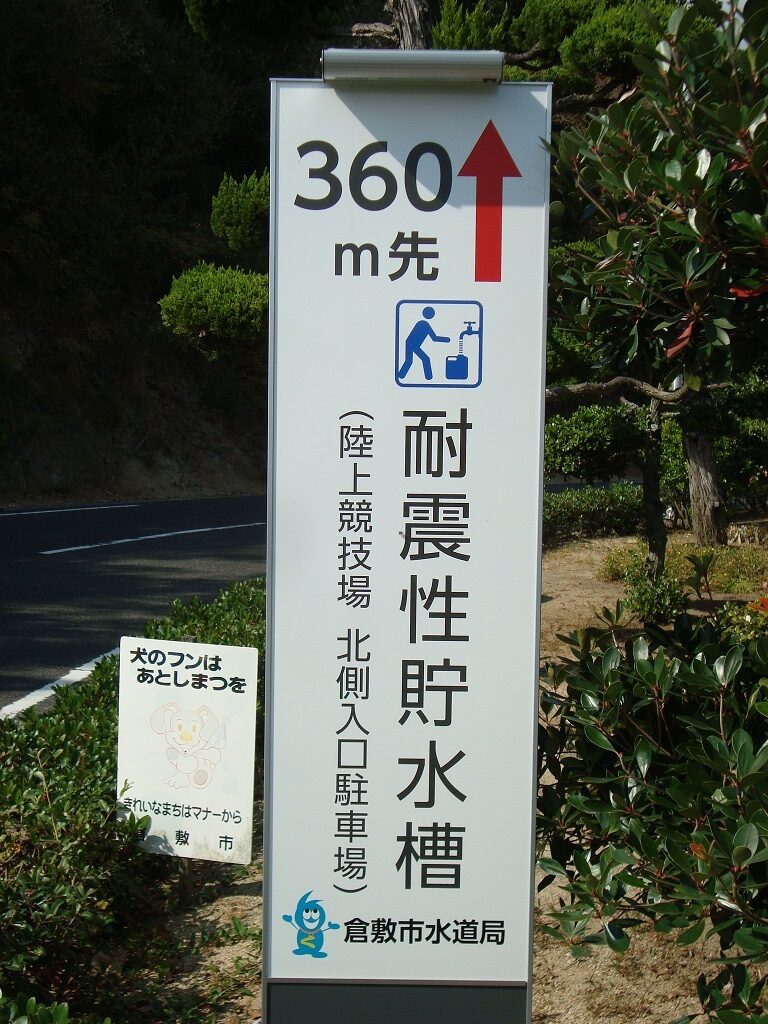 360
m先
耐震性貯水槽
（陸上競技場 北側入口駐車場）
倉敷市水道局
犬のフンは
あとしまつを
きれいなまちはマナーから
敷 市